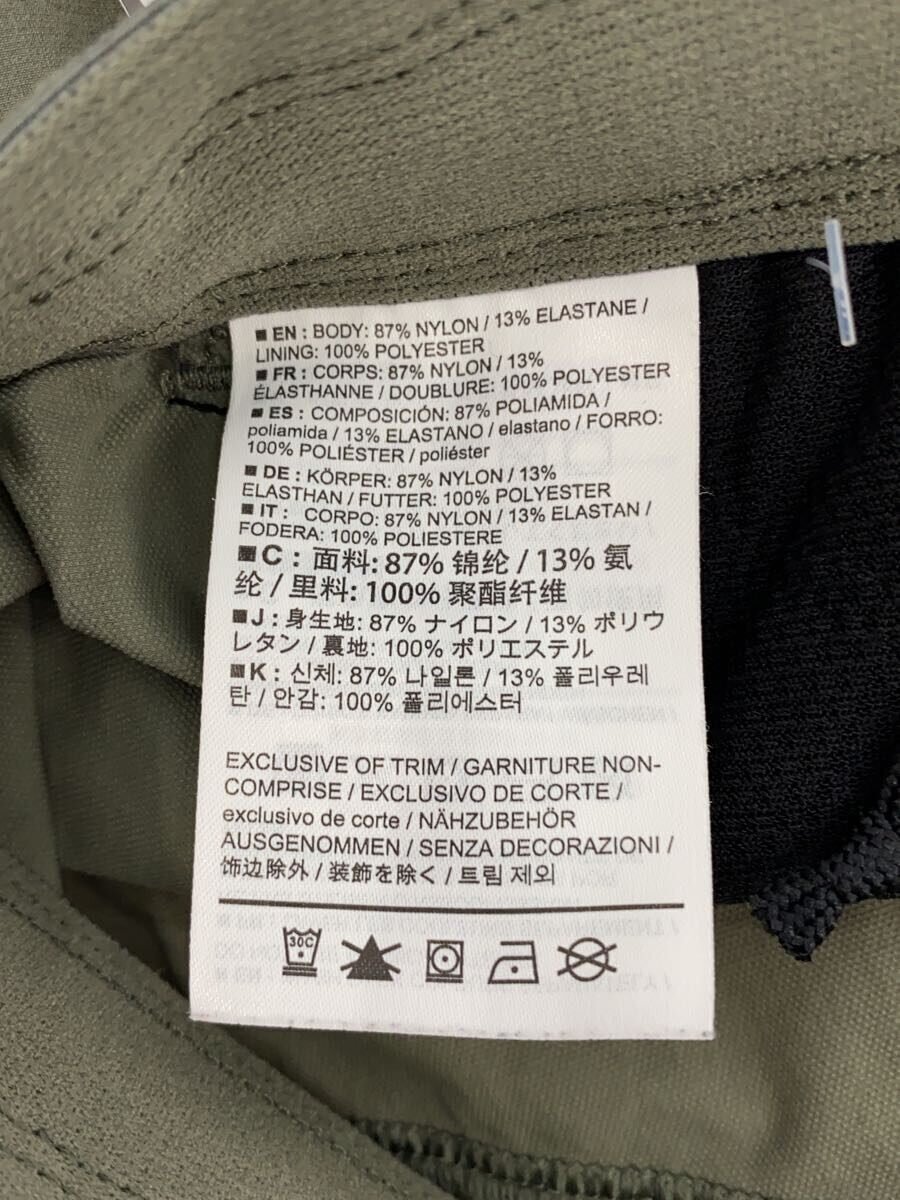 ■ EN : BODY: 87% NYLON / 13% ELASTANE /
LINING: 100% POLYESTER
■ FR : CORPS: 87% NYLON / 13%
ÉLASTHANNE / DOUBLURE: 100% POLYESTER
■ ES : COMPOSICIÓN: 87% POLIAMIDA /
poliamida / 13% ELASTANO / elastano / FORRO:
100% POLIÉSTER / poliéster
■ DE : KÖRPER: 87% NYLON / 13%
ELASTHAN / FUTTER: 100% POLYESTER
■ IT : CORPO: 87% NYLON / 13% ELASTAN /
FODERA: 100% POLIESTERE
■ C : 面料: 87% 锦纶 / 13% 氨
纶 / 里料: 100% 聚酯纤维
■ J : 身生地: 87% ナイロン / 13% ポリウ
レタン / 裏地: 100% ポリエステル
■ K : 신체: 87% 나일론 / 13% 폴리우레
탄 / 안감: 100% 폴리에스터
EXCLUSIVE OF TRIM / GARNITURE NON-
COMPRISE / EXCLUSIVO DE CORTE /
exclusivo de corte / NÄHZUBEHÖR
AUSGENOMMEN / SENZA DECORAZIONI /
饰边除外 / 装飾を除く / 트림 제외
30C